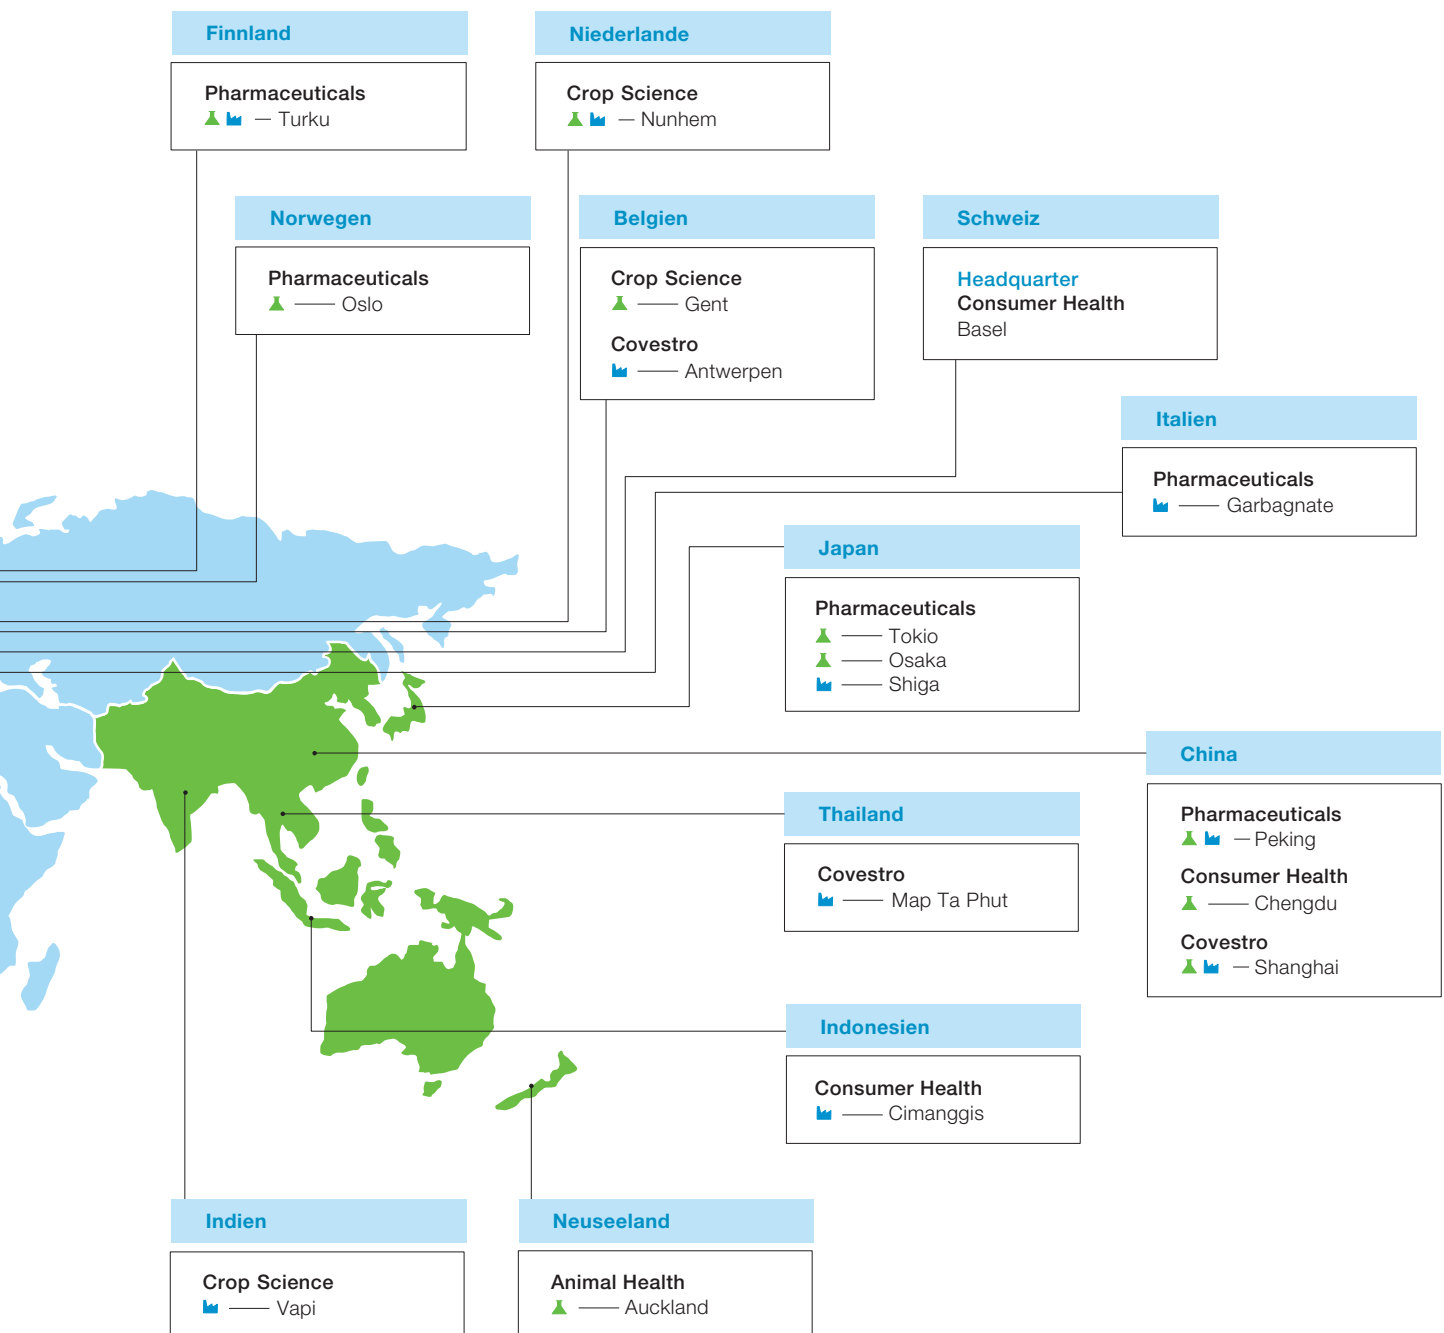 Finnland
Pharmaceuticals
— Turku
Niederlande
Crop Science
— Nunhem
Norwegen
Pharmaceuticals
— Oslo
Belgien
Crop Science
— Gent
Covestro
— Antwerpen
Schweiz
Headquarter
Consumer Health
Basel
Italien
Pharmaceuticals
— Garbagnate
Japan
Pharmaceuticals
— Tokio
— Osaka
— Shiga
China
Pharmaceuticals
— Peking
Consumer Health
— Chengdu
Covestro
— Shanghai
Thailand
Covestro
— Map Ta Phut
Indonesien
Consumer Health
— Cimanggis
Indien
Crop Science
— Vapi
Neuseeland
Animal Health
— Auckland